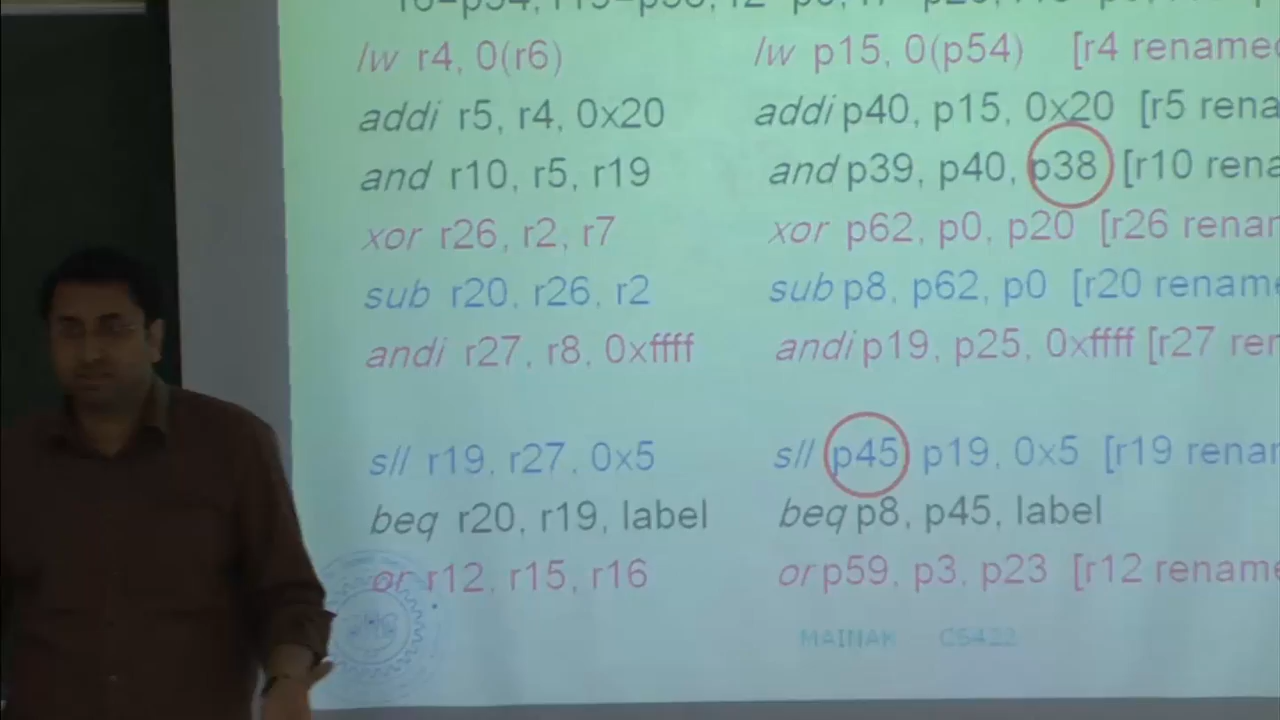 lw r4, 0(r6) lw p15, 0(p54) [r4 renamed
addi r5, r4, 0x20 addi p40, p15, 0x20 [r5 rena
and r10, r5, r19 and p39, p40, p38 [r10 rena
xor r26, r2, r7 xor p62, p0, p20 [r26 renar
sub r20, r26, r2 sub p8, p62, p0 [r20 rename
andi r27, r8, 0xffff andi p19, p25, 0xffff [r27 rer
sll r19, r27, 0x5 sll p45 p19, 0x5 [r19 renar
beq r20, r19, label beq p8, p45, label
or r12, r15, r16 or p59, p3, p23 [r12 rename
MAINAK CS422